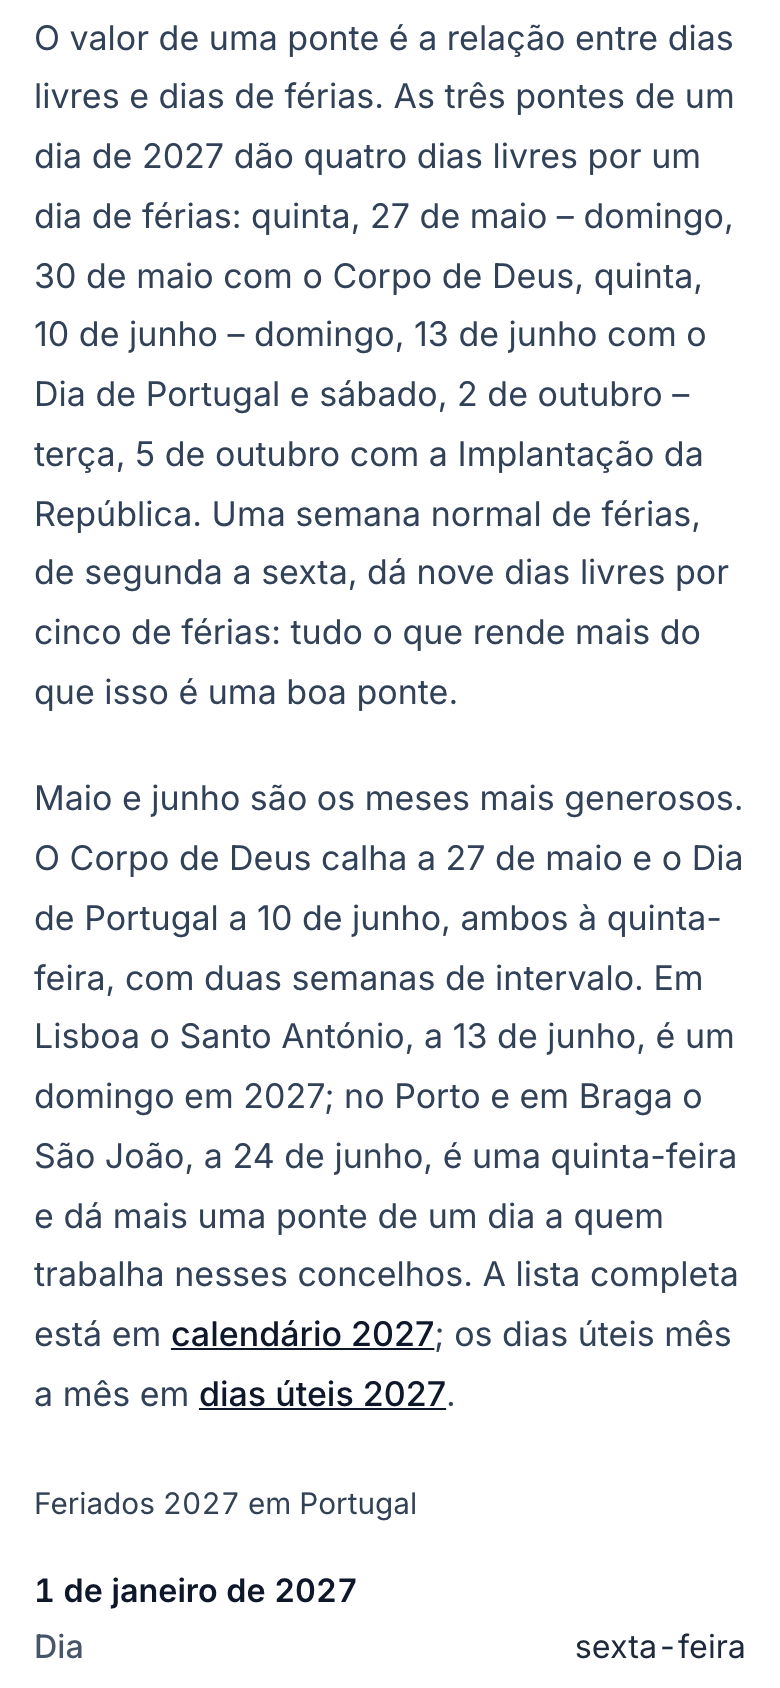 O valor de uma ponte é a relação entre dias
livres e dias de férias. As três pontes de um
dia de 2027 dão quatro dias livres por um
dia de férias: quinta, 27 de maio – domingo,
30 de maio com o Corpo de Deus, quinta,
10 de junho – domingo, 13 de junho com o
Dia de Portugal e sábado, 2 de outubro –
terça, 5 de outubro com a Implantação da
República. Uma semana normal de férias,
de segunda a sexta, dá nove dias livres por
cinco de férias: tudo o que rende mais do
que isso é uma boa ponte.
Maio e junho são os meses mais generosos.
O Corpo de Deus calha a 27 de maio e o Dia
de Portugal a 10 de junho, ambos à quinta-
feira, com duas semanas de intervalo. Em
Lisboa o Santo António, a 13 de junho, é um
domingo em 2027; no Porto e em Braga o
São João, a 24 de junho, é uma quinta-feira
e dá mais uma ponte de um dia a quem
trabalha nesses concelhos. A lista completa
está em calendário 2027; os dias úteis mês
a mês em dias úteis 2027.
Feriados 2027 em Portugal
1 de janeiro de 2027
Dia sexta-feira